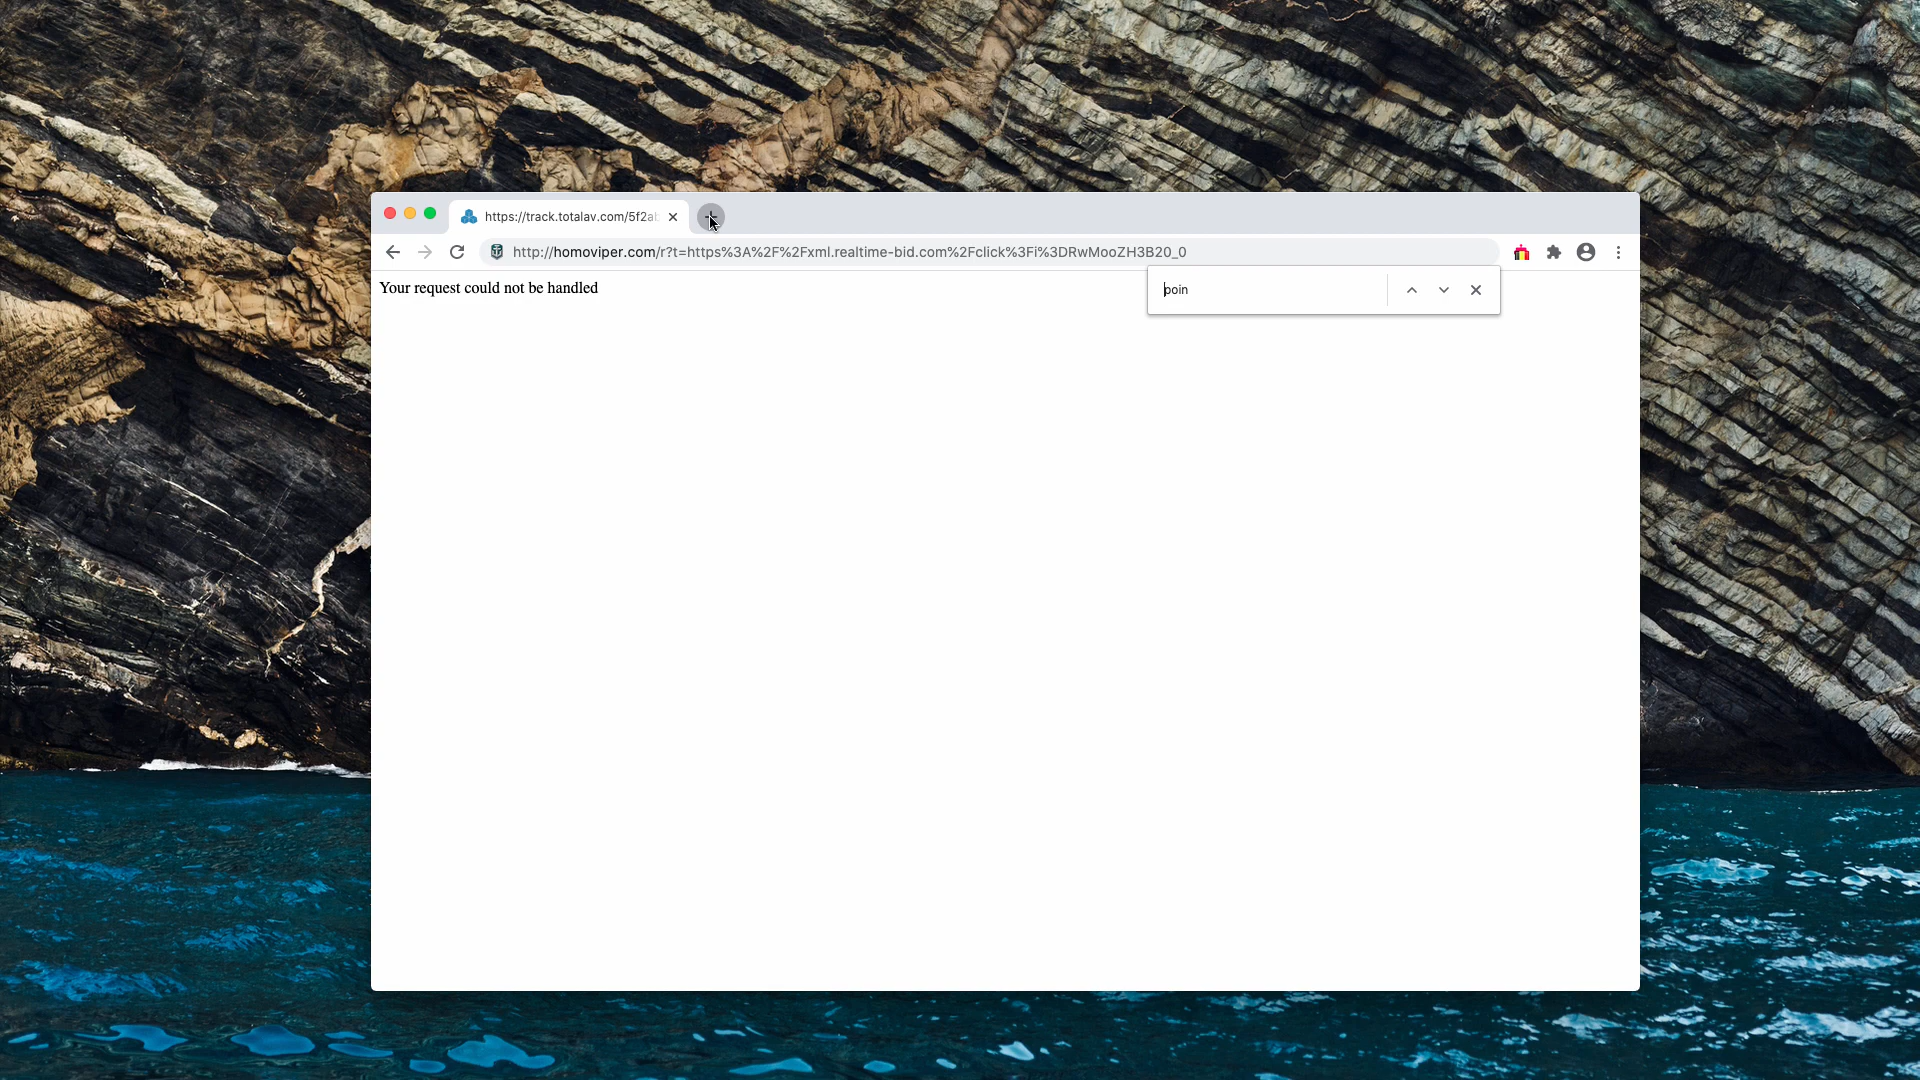 https://track.totalav.com/5f2a
http://homoviper.com/r?t=https%3A%2F%2Fxml.realtime-bid.com%2Fclick%3Fi%3DRwMooZH3B20_0
poin
Your request could not be handled